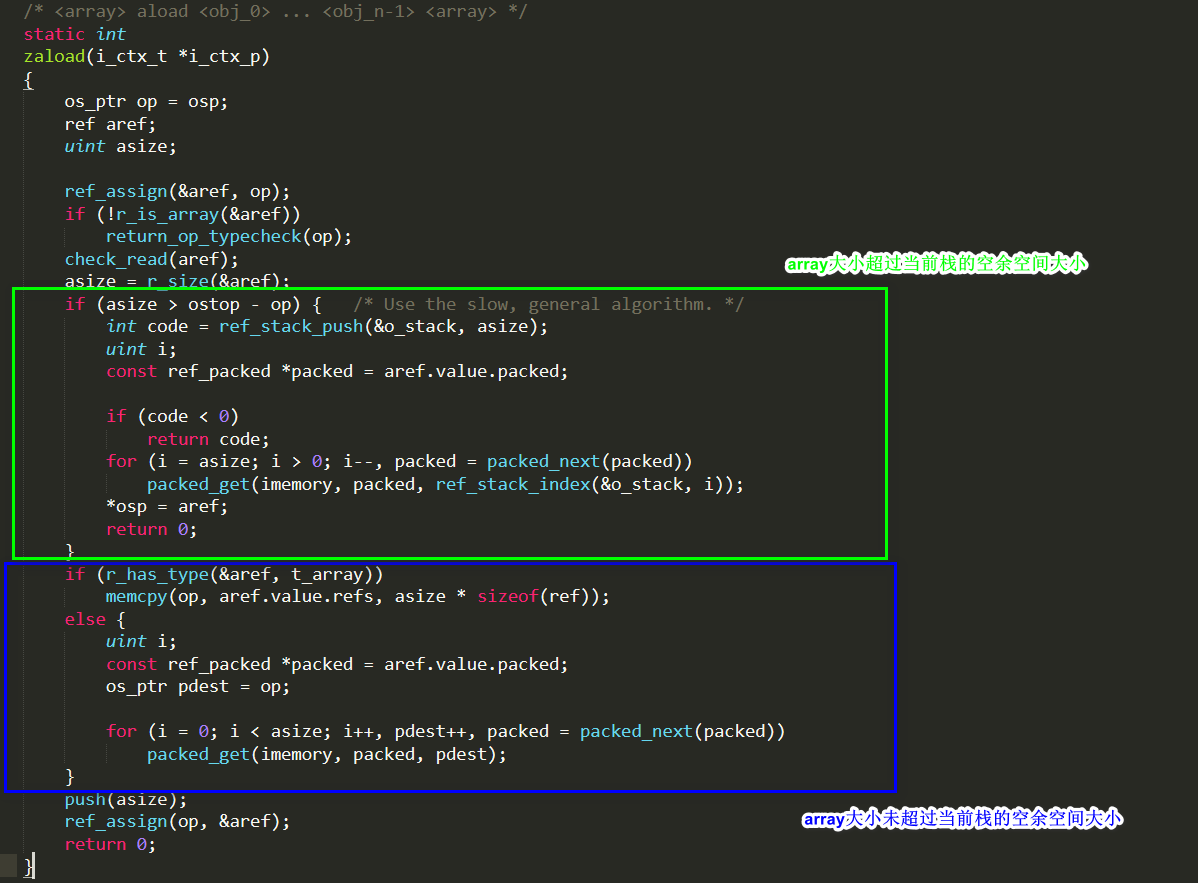 /* <array> aload <obj_0> ... <obj_n-1> <array> */
static int
zaload(i_ctx_t *i_ctx_p)
{
    os_ptr op = osp;
    ref aref;
    uint asize;

    ref_assign(&aref, op);
    if (!r_is_array(&aref))
        return_op_typecheck(op);
    check_read(aref);
array大小超过当前栈的空余空间大小
    asize = r_size(&aref);
    if (asize > ostop - op) {   /* Use the slow, general algorithm. */
        int code = ref_stack_push(&o_stack, asize);
        uint i;
        const ref_packed *packed = aref.value.packed;

        if (code < 0)
            return code;
        for (i = asize; i > 0; i--, packed = packed_next(packed))
            packed_get(imemory, packed, ref_stack_index(&o_stack, i));
        *osp = aref;
        return 0;
    }
    if (r_has_type(&aref, t_array))
        memcpy(op, aref.value.refs, asize * sizeof(ref));
    else {
        uint i;
        const ref_packed *packed = aref.value.packed;
        os_ptr pdest = op;

        for (i = 0; i < asize; i++, pdest++, packed = packed_next(packed))
            packed_get(imemory, packed, pdest);
    }
    push(asize);
array大小未超过当前栈的空余空间大小
    ref_assign(op, &aref);
    return 0;
}